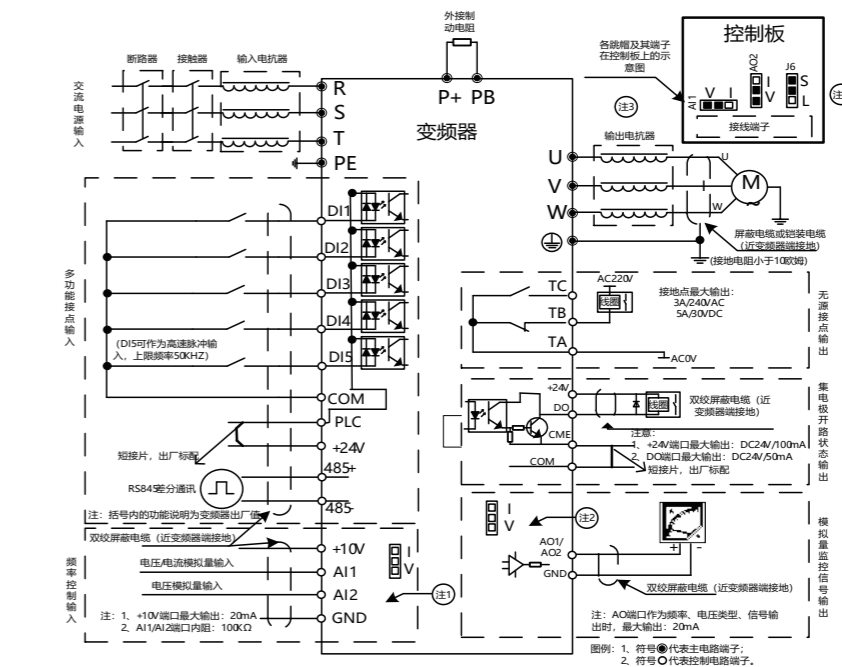 外接制
动电阻
断路器
接触器
输入电抗器
交流电源输入
R
S
T
PE
P+ PB
变频器
各跳帽及其端子
在控制板上的示
意图
注3
控制板
AO2
J6
I
V
S
L
AI1
V I
接线端子
注
输出电抗器
U
V
W
U
W
M
屏蔽电缆或铠装电缆
(近变频器端接地)
(接地电阻小于10欧姆)
多功能接点输入
DI1
DI2
DI3
DI4
DI5
(DI5可作为高速脉冲输
入，上限频率50KHZ)
COM
PLC
+24V
短接片，出厂标配
485+
RS845差分通讯
485-
注：括号内的功能说明为变频器出厂值
TC
TB
TA
AC220V
线圈
AC0V
接地点最大输出：
3A/240VAC
5A/30VDC
无源接点输出
+24V
DO
CME
COM
线圈
双绞屏蔽电缆（近
变频器端接地）
注意：
1、+24V端口最大输出：DC24V/100mA
2、DO端口最大输出：DC24V/50mA
短接片，出厂标配
集电极开路状态输出
双绞屏蔽电缆（近变频器端接地）
频率控制输入
+10V
电压/电流模拟量输入
AI1
电压模拟量输入
AI2
GND
I
V
注1
注：1、+10V端口最大输出：20mA
2、AI1/AI2端口内阻：100KΩ
I
V
注2
AO1/
AO2
GND
+ -
双绞屏蔽电缆（近变频器端接地）
注：AO端口作为频率、电压类型、信号输
出时，最大输出：20mA
模拟量监控信号输出
图例：1、符号代表主电路端子；
2、符号代表控制电路端子。